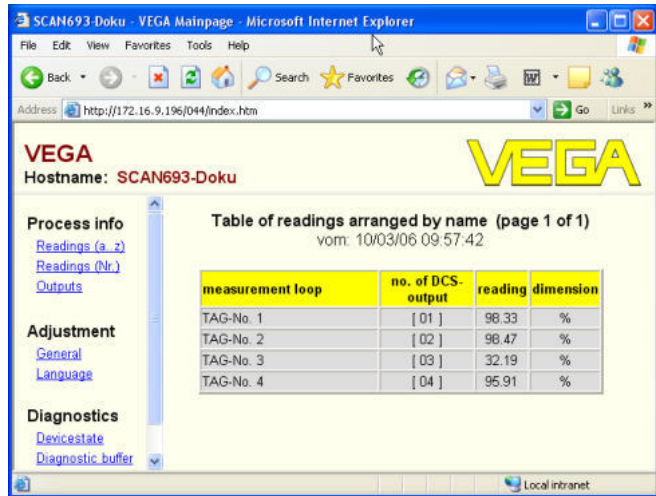 SCAN693-Doku - VEGA Mainpage - Microsoft Internet Explorer
File Edit View Favorites Tools Help
Back Search Favorites
Address http://172.16.9.196/044/index.htm Go Links »
VEGA
Hostname: SCAN693-Doku
VEGA
Process info
Readings (a..z)
Readings (Nr.)
Outputs
Adjustment
General
Language
Diagnostics
Devicestate
Diagnostic buffer
Table of readings arranged by name (page 1 of 1)
vom: 10/03/06 09:57:42
measurement loop no. of DCS-output reading dimension
TAG-No. 1 [ 01 ] 98.33 %
TAG-No. 2 [ 02 ] 98.47 %
TAG-No. 3 [ 03 ] 32.19 %
TAG-No. 4 [ 04 ] 95.91 %
Local intranet